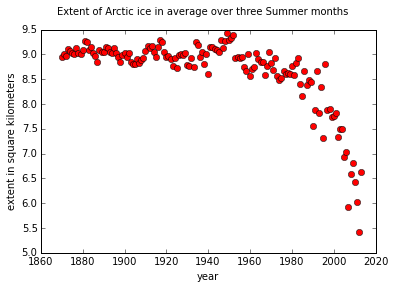 Extent of Arctic ice in average over three Summer months
extent in square kilometers
9.5
9.0
8.5
8.0
7.5
7.0
6.5
6.0
5.5
5.0
1860 1880 1900 1920 1940 1960 1980 2000 2020
year